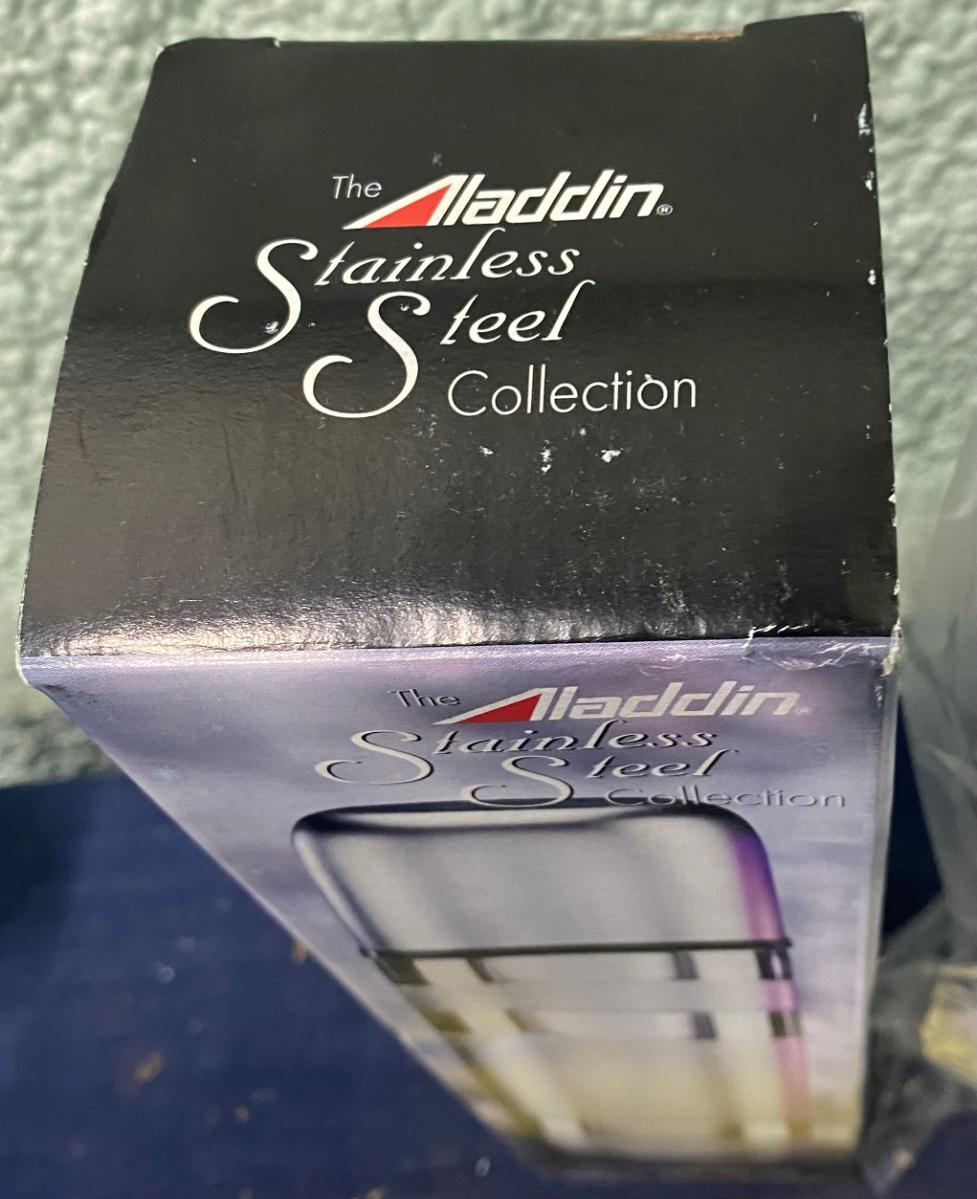 The Aladdin®
Stainless
Steel
Collection
The Aladdin®
Stainless
Steel
Collection